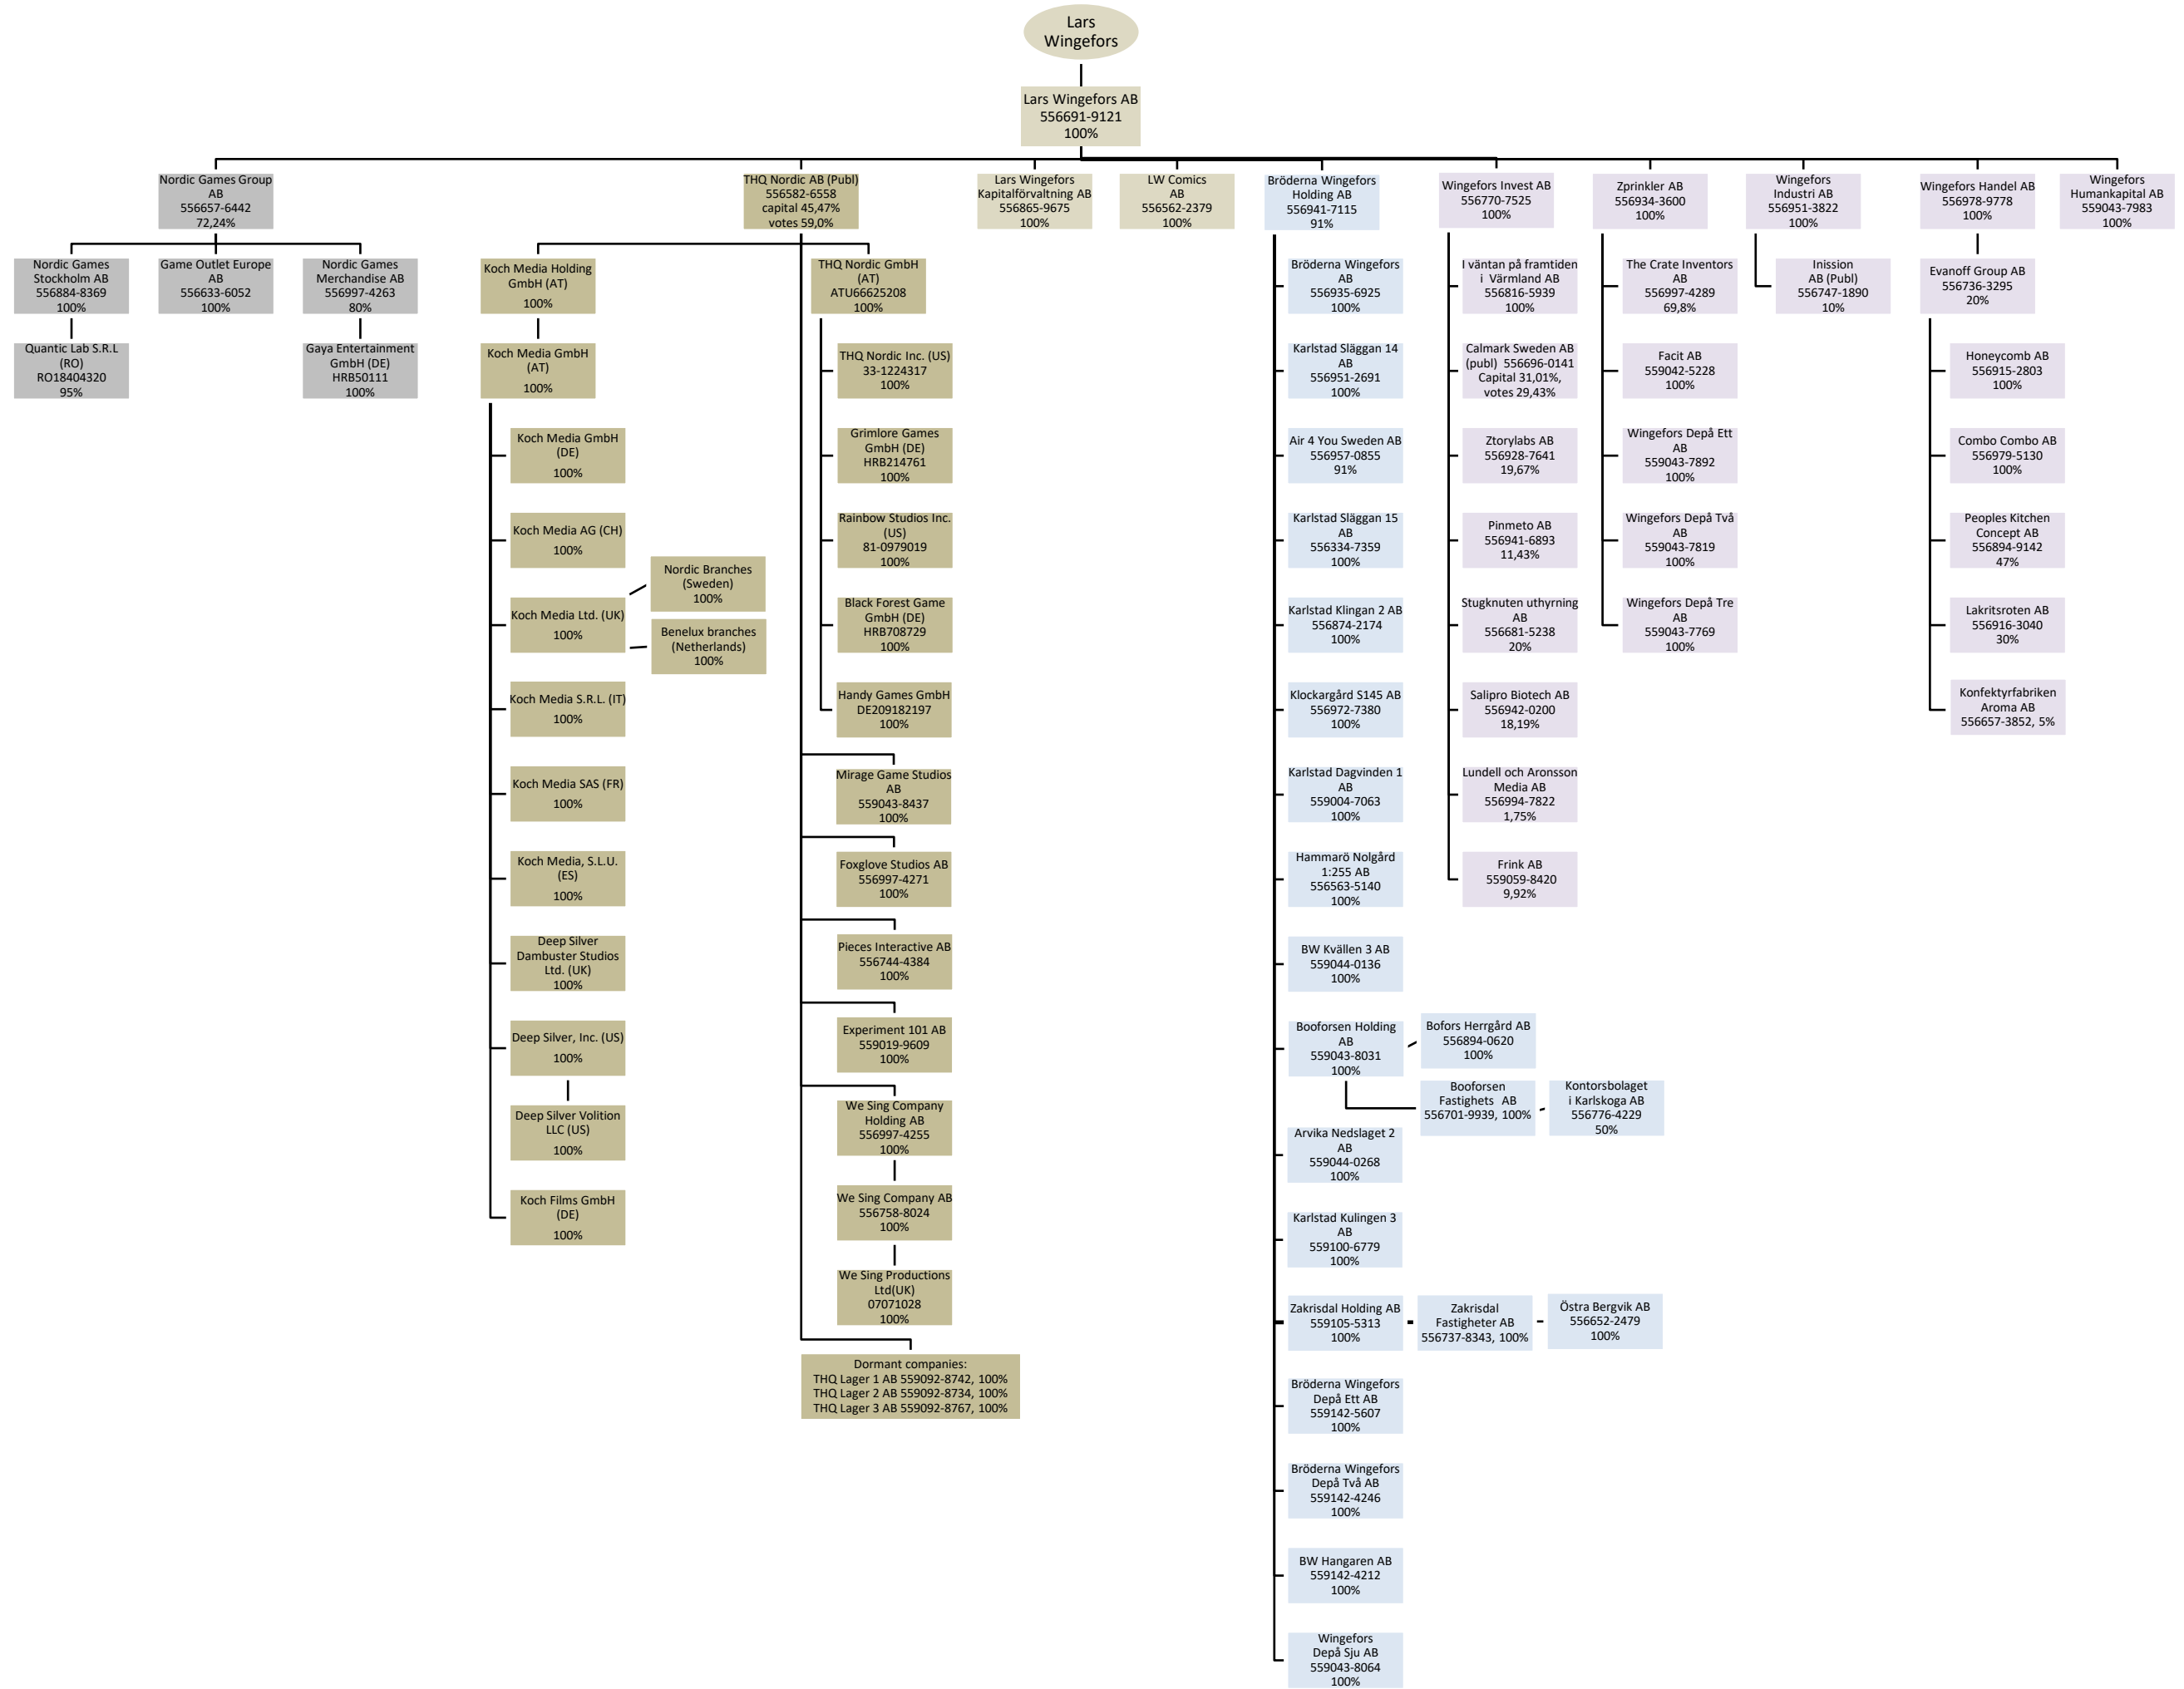 Lars
Wingefors
Lars Wingefors AB
556691-9121
100%
Nordic Games Group
AB
556657-6442
72,24%
THQ Nordic AB (Publ)
556582-6558
capital 45,47%
votes 59,0%
Lars Wingefors
Kapitalförvaltning AB
556865-9675
100%
LW Comics
AB
556562-2379
100%
Bröderna Wingefors
Holding AB
556941-7115
91%
Wingefors Invest AB
556770-7525
100%
Zprinkler AB
556934-3600
100%
Wingefors
Industri AB
556951-3822
100%
Wingefors Handel AB
556978-9778
100%
Wingefors
Humankapital AB
559043-7983
100%
Nordic Games
Stockholm AB
556884-8369
100%
Game Outlet Europe
AB
556633-6052
100%
Nordic Games
Merchandise AB
556997-4263
80%
Quantic Lab S.R.L
(RO)
RO18404320
95%
Gaya Entertainment
GmbH (DE)
HRB50111
100%
Koch Media Holding
GmbH (AT)
100%
Koch Media GmbH
(AT)
100%
Koch Media GmbH
(DE)
100%
Koch Media AG (CH)
100%
Koch Media Ltd. (UK)
100%
Nordic Branches
(Sweden)
100%
Benelux branches
(Netherlands)
100%
Koch Media S.R.L. (IT)
100%
Koch Media SAS (FR)
100%
Koch Media, S.L.U.
(ES)
100%
Deep Silver
Dambuster Studios
Ltd. (UK)
100%
Deep Silver, Inc. (US)
100%
Deep Silver Volition
LLC (US)
100%
Koch Films GmbH
(DE)
100%
THQ Nordic GmbH
(AT)
ATU66625208
100%
THQ Nordic Inc. (US)
33-1224317
100%
Grimlore Games
GmbH (DE)
HRB214761
100%
Rainbow Studios Inc.
(US)
81-0979019
100%
Black Forest Game
GmbH (DE)
HRB708729
100%
Handy Games GmbH
DE209182197
100%
Mirage Game Studios
AB
559043-8437
100%
Foxglove Studios AB
556997-4271
100%
Pieces Interactive AB
556744-4384
100%
Experiment 101 AB
559019-9609
100%
We Sing Company
Holding AB
556997-4255
100%
We Sing Company AB
556758-8024
100%
We Sing Productions
Ltd(UK)
07071028
100%
Dormant companies:
THQ Lager 1 AB 559092-8742, 100%
THQ Lager 2 AB 559092-8734, 100%
THQ Lager 3 AB 559092-8767, 100%
Bröderna Wingefors
AB
556935-6925
100%
Karlstad Släggan 14
AB
556951-2691
100%
Air 4 You Sweden AB
556957-0855
91%
Karlstad Släggan 15
AB
556334-7359
100%
Karlstad Klingan 2 AB
556874-2174
100%
Klockargård S145 AB
556972-7380
100%
Karlstad Dagvinden 1
AB
559004-7063
100%
Hammarö Nolgård
1:255 AB
556563-5140
100%
BW Kvällen 3 AB
559044-0136
100%
Booforsen Holding
AB
559043-8031
100%
Bofors Herrgård AB
556894-0620
100%
Booforsen
Fastighets AB
556701-9939, 100%
Kontorsbolaget
i Karlskoga AB
556776-4229
50%
Arvika Nedslaget 2
AB
559044-0268
100%
Karlstad Kulingen 3
AB
559100-6779
100%
Zakrisdal Holding AB
559105-5313
100%
Zakrisdal
Fastigheter AB
556737-8343, 100%
Östra Bergvik AB
556652-2479
100%
Bröderna Wingefors
Depå Ett AB
559142-5607
100%
Bröderna Wingefors
Depå Två AB
559142-4246
100%
BW Hangaren AB
559142-4212
100%
Wingefors
Depå Sju AB
559043-8064
100%
I väntan på framtiden
i Värmland AB
556816-5939
100%
Calmark Sweden AB
(publ) 556696-0141
Capital 31,01%,
votes 29,43%
Ztorylabs AB
556928-7641
19,67%
Pinmeto AB
556941-6893
11,43%
Stugknuten uthyrning
AB
556681-5238
20%
Salipro Biotech AB
556942-0200
18,19%
Lundell och Aronsson
Media AB
556994-7822
1,75%
Frink AB
559059-8420
9,92%
The Crate Inventors
AB
556997-4289
69,8%
Facit AB
559042-5228
100%
Wingefors Depå Ett
AB
559043-7892
100%
Wingefors Depå Två
AB
559043-7819
100%
Wingefors Depå Tre
AB
559043-7769
100%
Inission
AB (Publ)
556747-1890
10%
Evanoff Group AB
556736-3295
20%
Honeycomb AB
556915-2803
100%
Combo Combo AB
556979-5130
100%
Peoples Kitchen
Concept AB
556894-9142
47%
Lakritsroten AB
556916-3040
30%
Konfektyrfabriken
Aroma AB
556657-3852, 5%